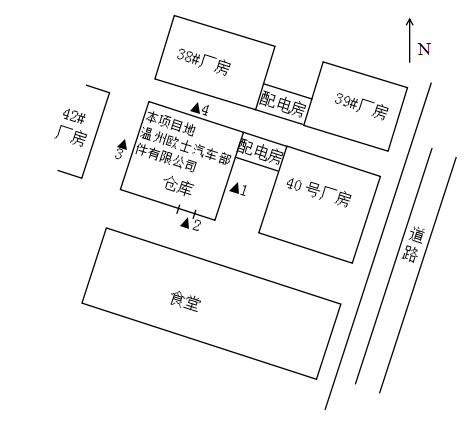 N
38#厂房
配电房
39#厂房
42#
厂房
▲4
本项目地
温州欧士汽车部
件有限公司
仓库
配电房
▲3
▲1
40号厂房
▲2
道路
食堂